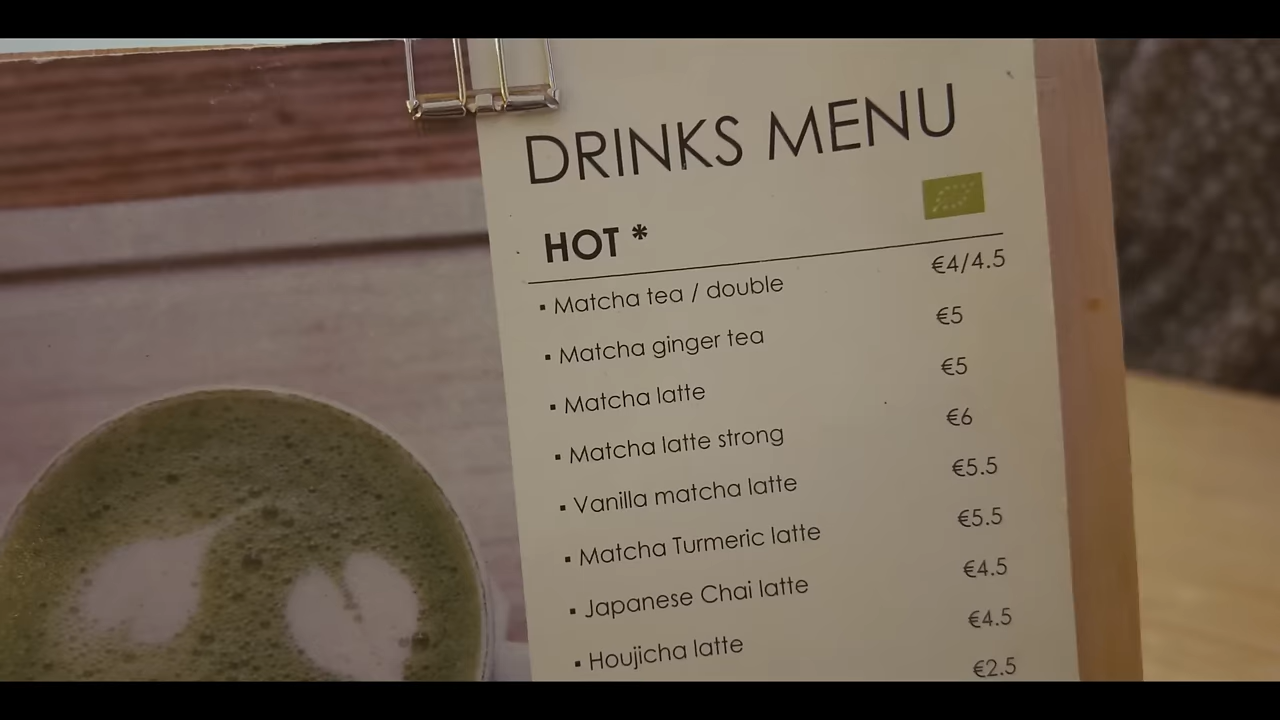 DRINKS MENU
HOT *
▪ Matcha tea / double €4/4.5
▪ Matcha ginger tea €5
▪ Matcha latte €5
▪ Matcha latte strong €6
▪ Vanilla matcha latte €5.5
▪ Matcha Turmeric latte €5.5
▪ Japanese Chai latte €4.5
▪ Houjicha latte €4.5
€2.5